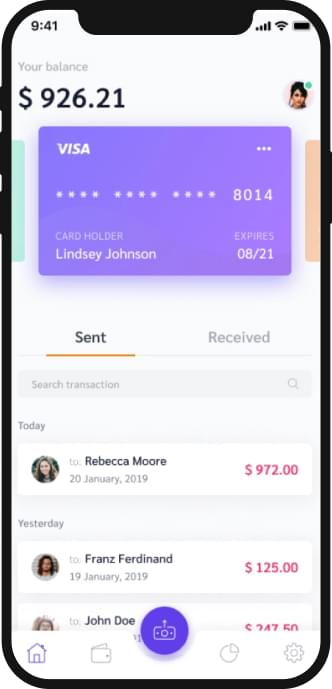 9:41
Your balance
$ 926.21
VISA
**** **** **** 8014
CARD HOLDER EXPIRES
Lindsey Johnson 08/21
Sent Received
Search transaction
Today
to: Rebecca Moore
20 January, 2019 $ 972.00
Yesterday
to: Franz Ferdinand
19 January, 2019 $ 125.00
to: John Doe
$ 247.50